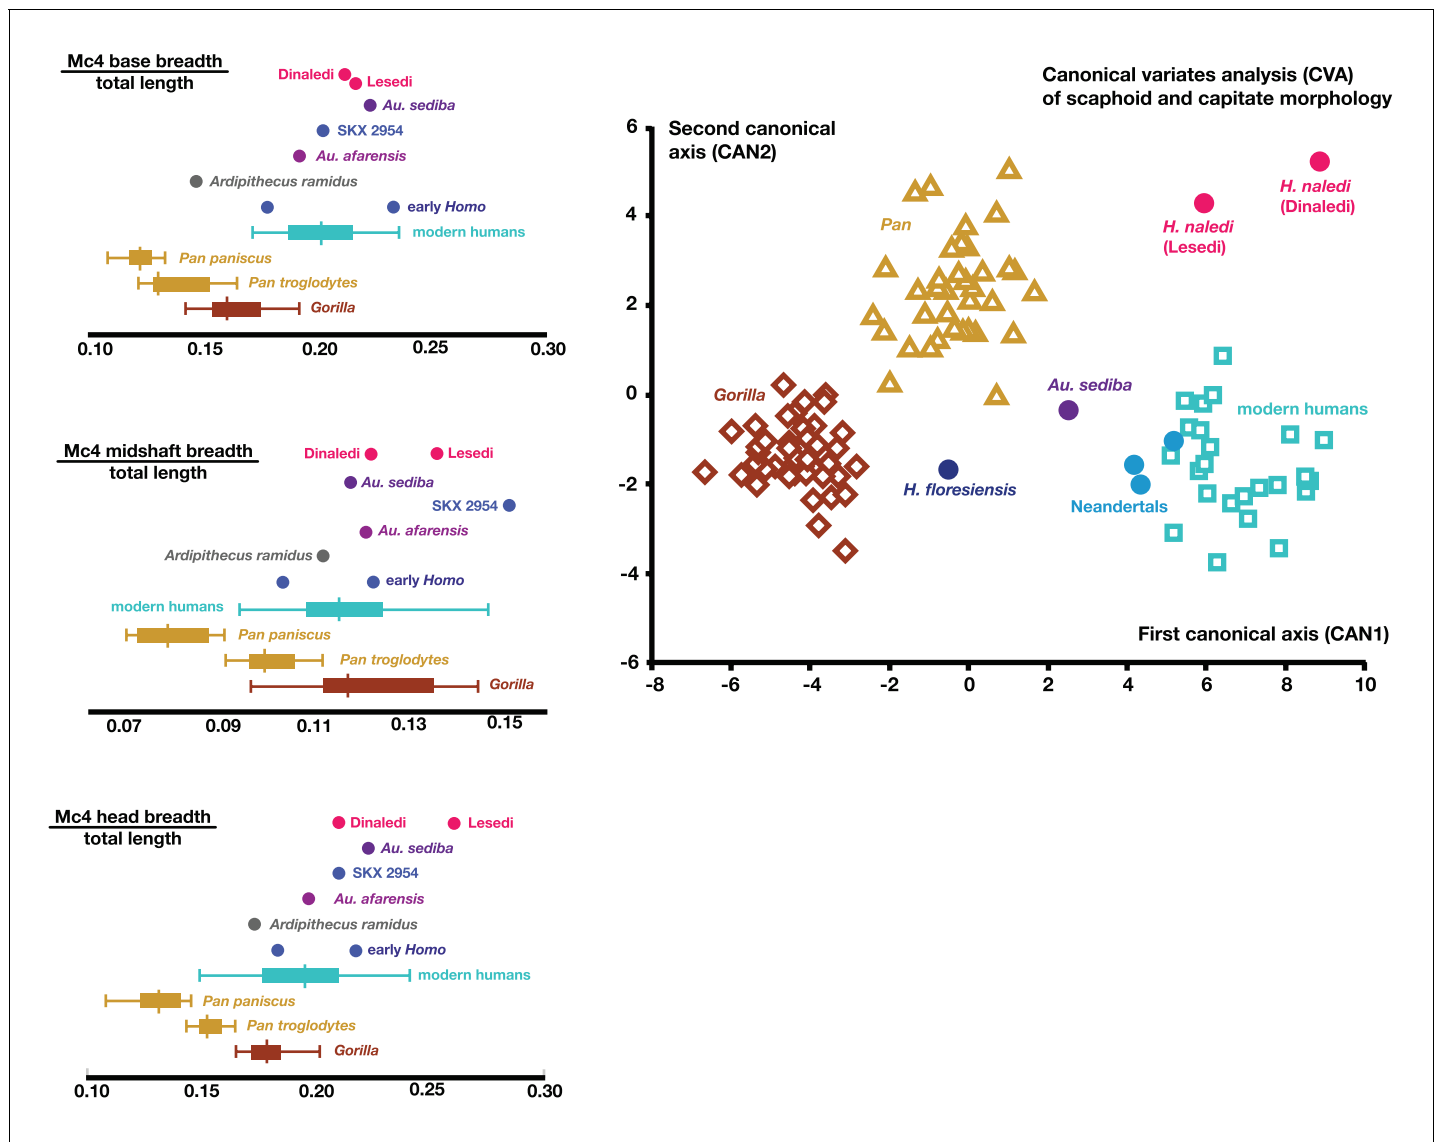 Mc4 base breadth
total length
Dinaledi
Lesedi
Au. sediba
SKX 2954
Au. afarensis
Ardipithecus ramidus
early Homo
modern humans
Pan paniscus
Pan troglodytes
Gorilla
0.10 0.15 0.20 0.25 0.30
Mc4 midshaft breadth
total length
Dinaledi
Lesedi
Au. sediba
SKX 2954
Au. afarensis
Ardipithecus ramidus
early Homo
modern humans
Pan paniscus
Pan troglodytes
Gorilla
0.07 0.09 0.11 0.13 0.15
Mc4 head breadth
total length
Dinaledi
Lesedi
Au. sediba
SKX 2954
Au. afarensis
Ardipithecus ramidus
early Homo
modern humans
Pan paniscus
Pan troglodytes
Gorilla
0.10 0.15 0.20 0.25 0.30
Canonical variates analysis (CVA)
of scaphoid and capitate morphology
Second canonical
axis (CAN2)
6
4
2
0
-2
-4
-6
Pan
H. naledi
(Dinaledi)
H. naledi
(Lesedi)
Au. sediba
Gorilla
modern humans
H. floresiensis
Neandertals
First canonical axis (CAN1)
-8 -6 -4 -2 0 2 4 6 8 10